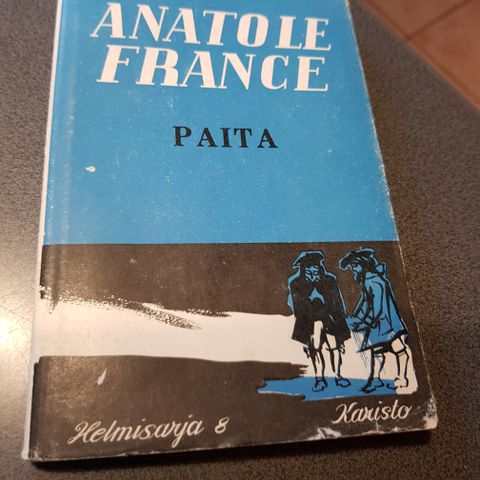 ANATOLE
FRANCE
PAITA
Helmisarja 8
Karisto